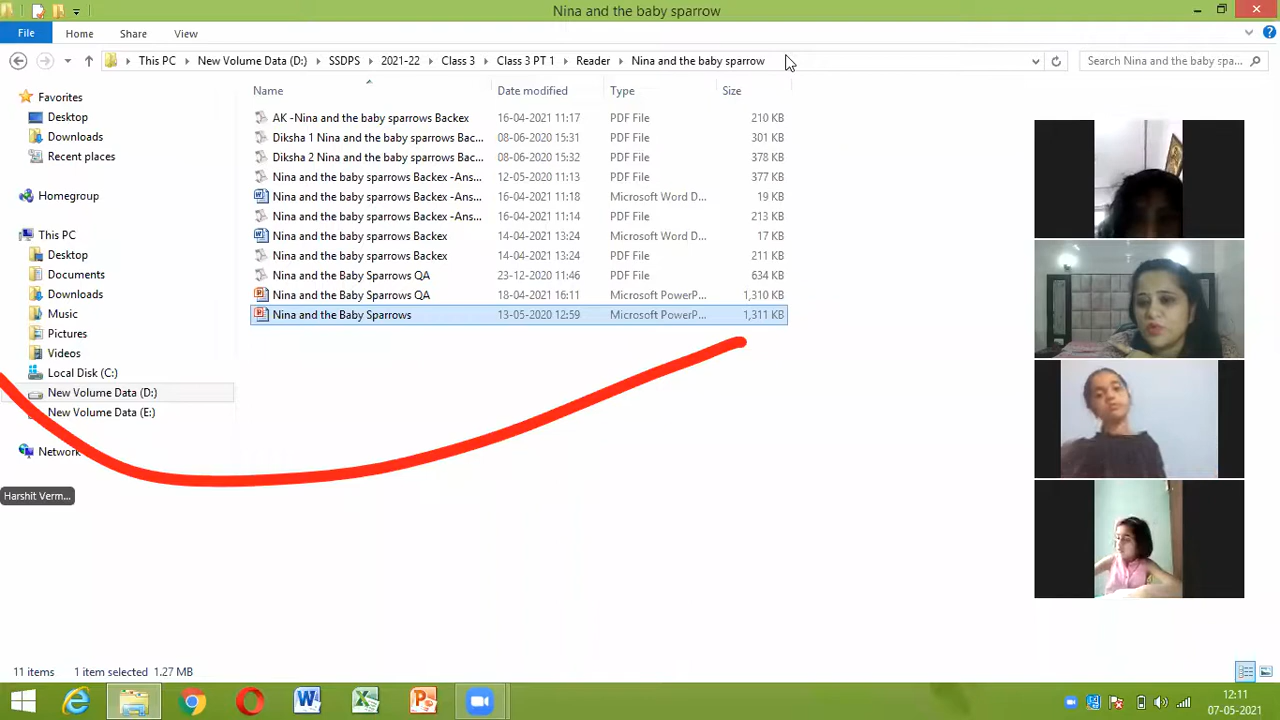 Nina and the baby sparrow
File Home Share View
This PC New Volume Data (D:) SSDPS 2021-22 Class 3 Class 3 PT 1 Reader Nina and the baby sparrow
Search Nina and the baby spa...
Name Date modified Type Size
AK -Nina and the baby sparrows Backex 16-04-2021 11:17 PDF File 210 KB
Diksha 1 Nina and the baby sparrows Bac... 08-06-2020 15:31 PDF File 301 KB
Diksha 2 Nina and the baby sparrows Bac... 08-06-2020 15:32 PDF File 378 KB
Nina and the baby sparrows Backex -Ans... 12-05-2020 11:13 PDF File 377 KB
Nina and the baby sparrows Backex -Ans... 16-04-2021 11:18 Microsoft Word D... 19 KB
Nina and the baby sparrows Backex -Ans... 16-04-2021 11:14 PDF File 213 KB
Nina and the baby sparrows Backex 14-04-2021 13:24 Microsoft Word D... 17 KB
Nina and the baby sparrows Backex 14-04-2021 13:24 PDF File 211 KB
Nina and the Baby Sparrows QA 23-12-2020 11:46 PDF File 634 KB
Nina and the Baby Sparrows QA 18-04-2021 16:11 Microsoft PowerP... 1,310 KB
Nina and the Baby Sparrows 13-05-2020 12:59 Microsoft PowerP... 1,311 KB
Favorites
Desktop
Downloads
Recent places
Homegroup
This PC
Desktop
Documents
Downloads
Music
Pictures
Videos
Local Disk (C:)
New Volume Data (D:)
New Volume Data (E:)
Network
Harshit Verm...
11 items 1 item selected 1.27 MB
12:11
07-05-2021